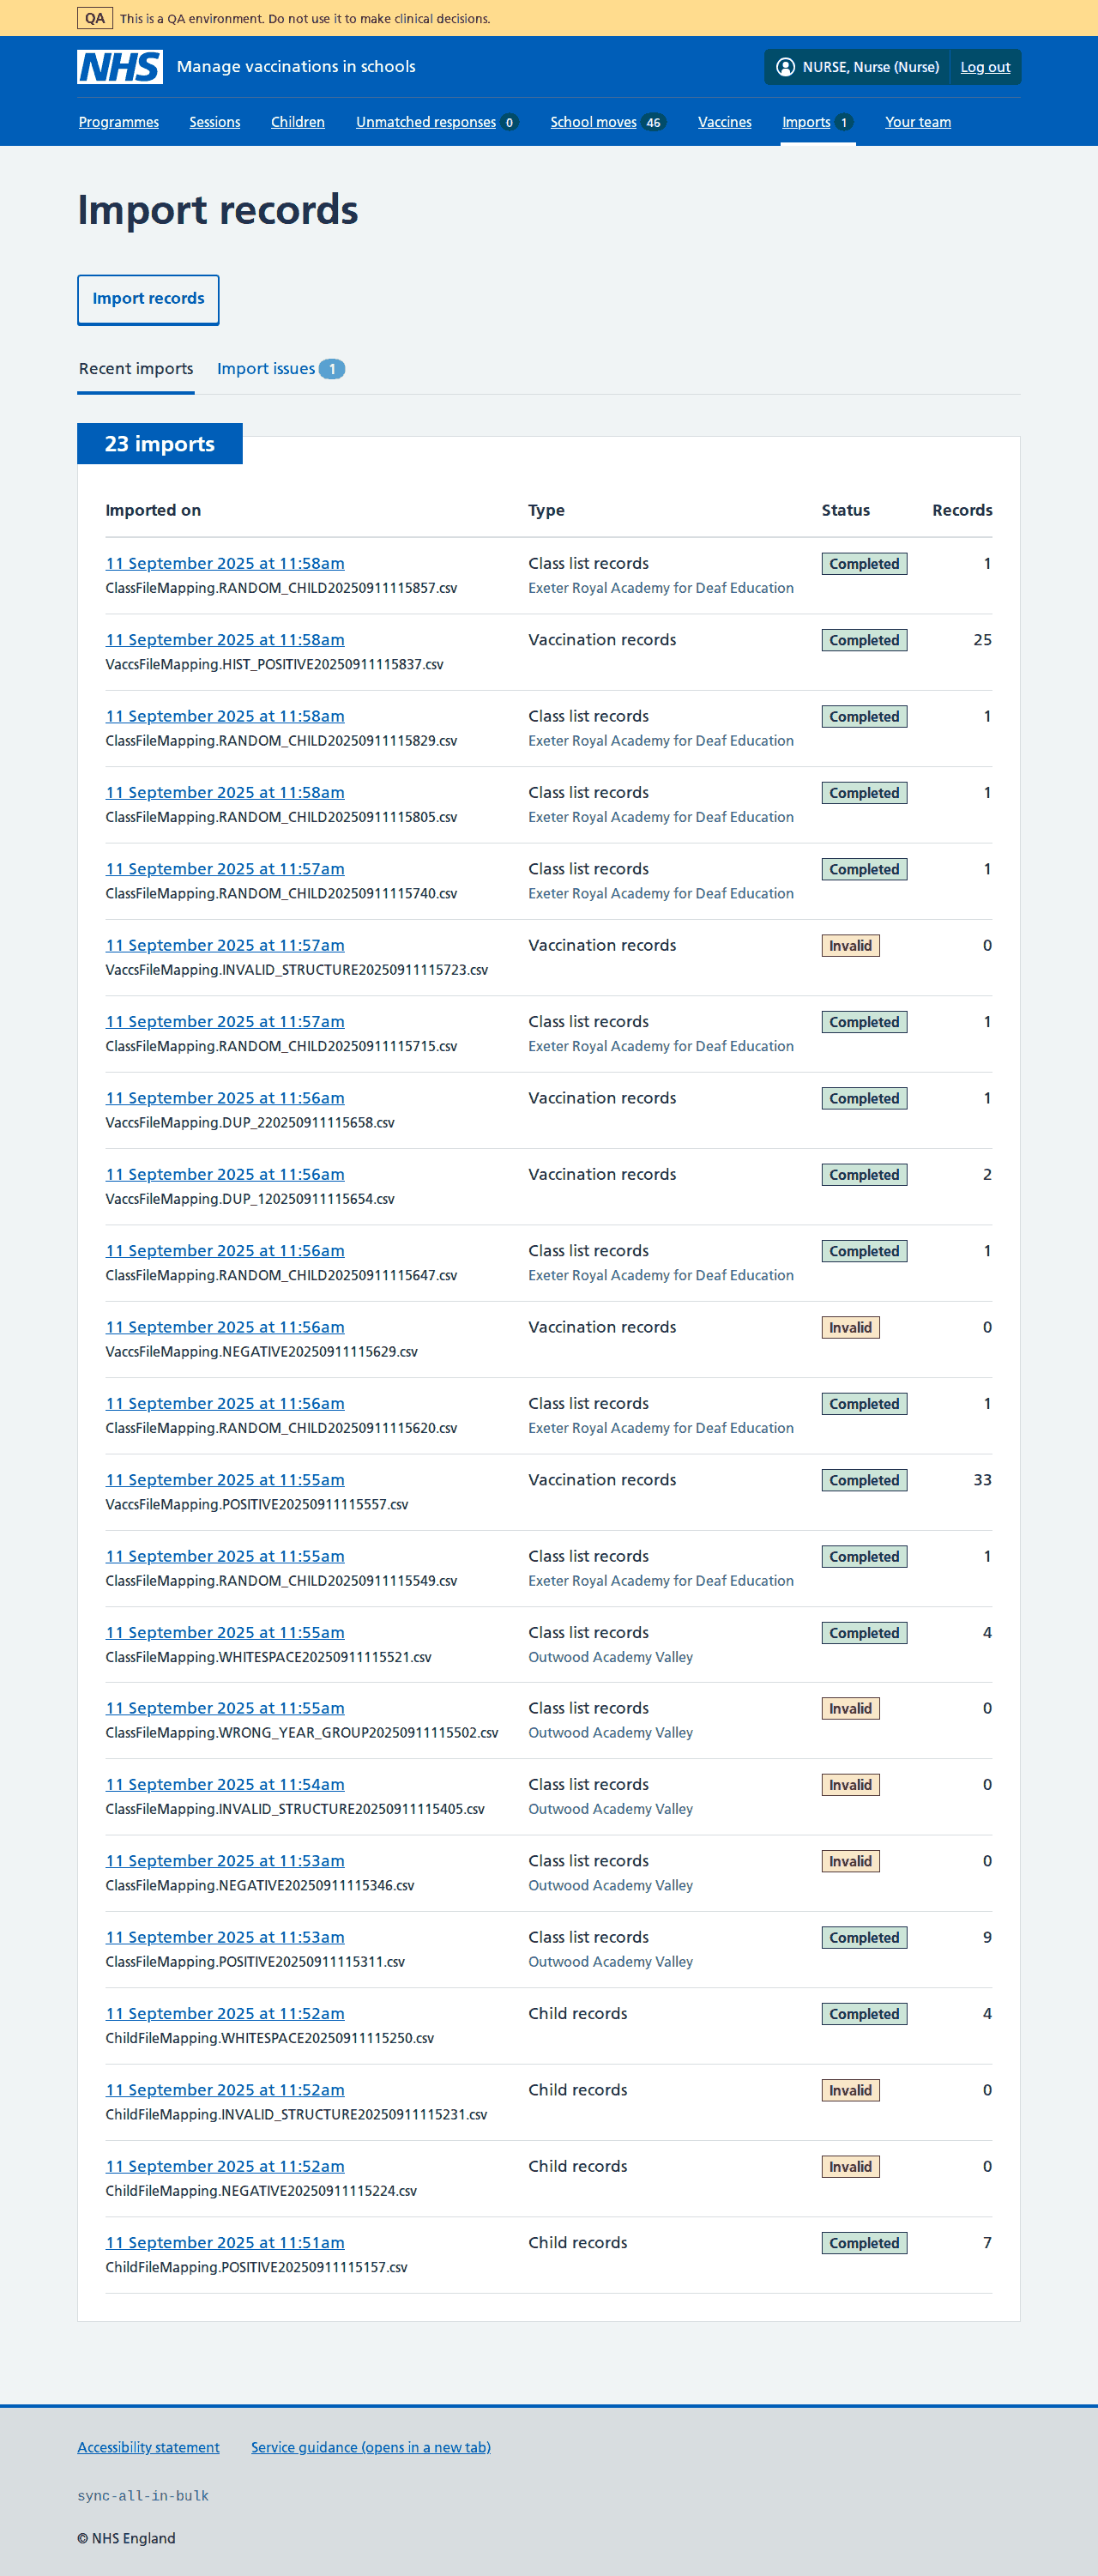 QA This is a QA environment. Do not use it to make clinical decisions.
NHS Manage vaccinations in schools NURSE, Nurse (Nurse) Log out
Programmes Sessions Children Unmatched responses 0 School moves 46 Vaccines Imports 1 Your team
Import records
Import records
Recent imports Import issues 1
23 imports
Imported on Type Status Records
11 September 2025 at 11:58am Class list records Completed 1
ClassFileMapping.RANDOM_CHILD20250911115857.csv Exeter Royal Academy for Deaf Education
11 September 2025 at 11:58am Vaccination records Completed 25
VaccsFileMapping.HIST_POSITIVE20250911115837.csv
11 September 2025 at 11:58am Class list records Completed 1
ClassFileMapping.RANDOM_CHILD20250911115829.csv Exeter Royal Academy for Deaf Education
11 September 2025 at 11:58am Class list records Completed 1
ClassFileMapping.RANDOM_CHILD20250911115805.csv Exeter Royal Academy for Deaf Education
11 September 2025 at 11:57am Class list records Completed 1
ClassFileMapping.RANDOM_CHILD20250911115740.csv Exeter Royal Academy for Deaf Education
11 September 2025 at 11:57am Vaccination records Invalid 0
VaccsFileMapping.INVALID_STRUCTURE20250911115723.csv
11 September 2025 at 11:57am Class list records Completed 1
ClassFileMapping.RANDOM_CHILD20250911115715.csv Exeter Royal Academy for Deaf Education
11 September 2025 at 11:56am Vaccination records Completed 1
VaccsFileMapping.DUP_220250911115658.csv
11 September 2025 at 11:56am Vaccination records Completed 2
VaccsFileMapping.DUP_120250911115654.csv
11 September 2025 at 11:56am Class list records Completed 1
ClassFileMapping.RANDOM_CHILD20250911115647.csv Exeter Royal Academy for Deaf Education
11 September 2025 at 11:56am Vaccination records Invalid 0
VaccsFileMapping.NEGATIVE20250911115629.csv
11 September 2025 at 11:56am Class list records Completed 1
ClassFileMapping.RANDOM_CHILD20250911115620.csv Exeter Royal Academy for Deaf Education
11 September 2025 at 11:55am Vaccination records Completed 33
VaccsFileMapping.POSITIVE20250911115557.csv
11 September 2025 at 11:55am Class list records Completed 1
ClassFileMapping.RANDOM_CHILD20250911115549.csv Exeter Royal Academy for Deaf Education
11 September 2025 at 11:55am Class list records Completed 4
ClassFileMapping.WHITESPACE20250911115521.csv Outwood Academy Valley
11 September 2025 at 11:55am Class list records Invalid 0
ClassFileMapping.WRONG_YEAR_GROUP20250911115502.csv Outwood Academy Valley
11 September 2025 at 11:54am Class list records Invalid 0
ClassFileMapping.INVALID_STRUCTURE20250911115405.csv Outwood Academy Valley
11 September 2025 at 11:53am Class list records Invalid 0
ClassFileMapping.NEGATIVE20250911115346.csv Outwood Academy Valley
11 September 2025 at 11:53am Class list records Completed 9
ClassFileMapping.POSITIVE20250911115311.csv Outwood Academy Valley
11 September 2025 at 11:52am Child records Completed 4
ChildFileMapping.WHITESPACE20250911115250.csv
11 September 2025 at 11:52am Child records Invalid 0
ChildFileMapping.INVALID_STRUCTURE20250911115231.csv
11 September 2025 at 11:52am Child records Invalid 0
ChildFileMapping.NEGATIVE20250911115224.csv
11 September 2025 at 11:51am Child records Completed 7
ChildFileMapping.POSITIVE20250911115157.csv
Accessibility statement Service guidance (opens in a new tab)
sync-all-in-bulk
© NHS England